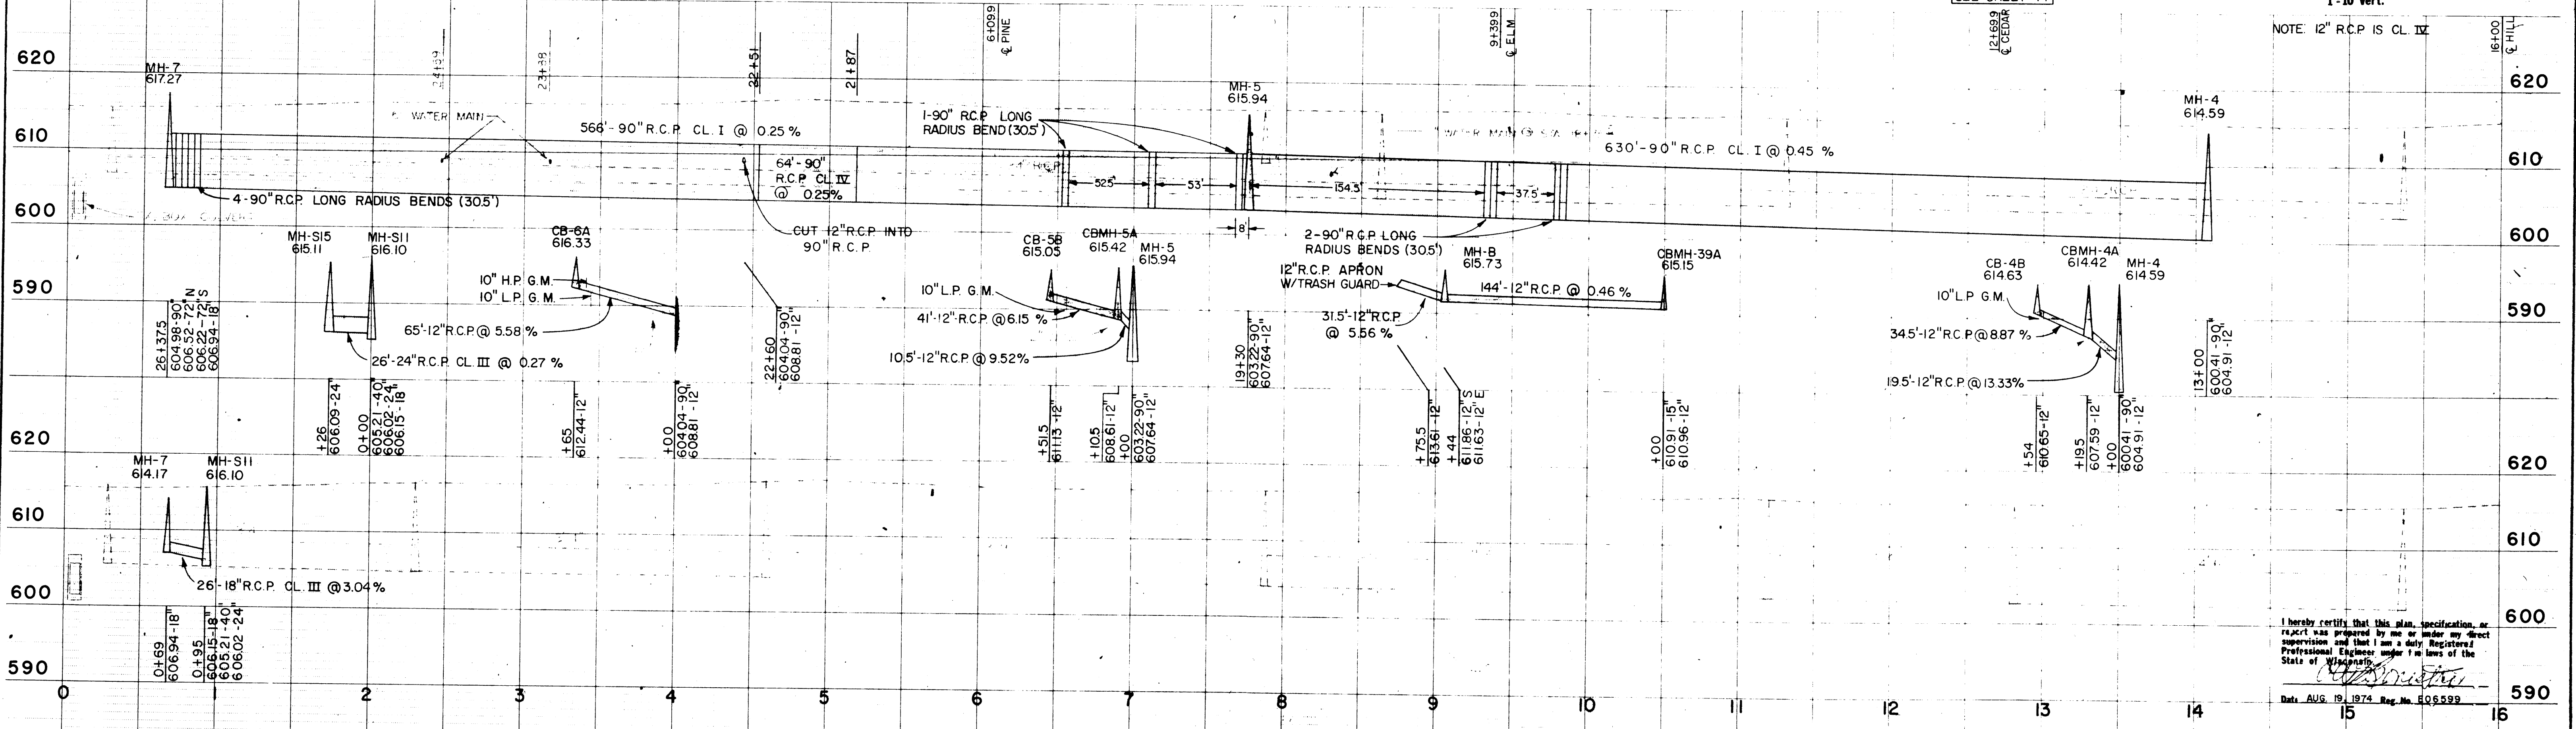 1"-10' Vert.
NOTE: 12" R.C.P. IS CL. IV
6+099
℄ PINE
9+399
℄ ELM
12+699
℄ CEDAR
16+00
℄ HILL
24+89
23+88
22+51
21+87
620
620
MH-7
617.27
MH-5
615.94
MH-4
614.59
WATER MAIN
566'-90" R.C.P. CL. I @ 0.25 %
1-90" R.C.P. LONG
RADIUS BEND (30.5')
630'-90" R.C.P. CL. I @ 0.45 %
610
610
64'-90"
R.C.P. CL. IV
@ 0.25%
52.5'
53'
154.5'
37.5'
8'
4-90" R.C.P. LONG RADIUS BENDS (30.5')
BOX CULVERT
600
600
CUT 12" R.C.P. INTO
90" R.C.P.
2-90" R.C.P. LONG
RADIUS BENDS (30.5')
MH-S15
615.11
MH-S11
616.10
CB-6A
616.33
CB-5B
615.05
CBMH-5A
615.42
MH-5
615.94
12" R.C.P. APRON
W/TRASH GUARD
MH-B
615.73
CBMH-39A
615.15
CB-4B
614.63
CBMH-4A
614.42
MH-4
614.59
10" H.P. G.M.
10" L.P. G.M.
10" L.P. G.M.
144'-12" R.C.P. @ 0.46 %
10" L.P. G.M.
590
590
65'-12" R.C.P. @ 5.58 %
41'-12" R.C.P. @ 6.15 %
31.5'-12" R.C.P.
@ 5.56 %
34.5'-12" R.C.P. @ 8.87 %
26'-24" R.C.P. CL. III @ 0.27 %
10.5'-12" R.C.P. @ 9.52%
19.5'-12" R.C.P. @ 13.33%
26+37.5
604.98-90"
606.52-72" N
606.22-72" S
606.94-18"
22+60
604.04-90"
608.81-12"
19+30
603.22-90"
607.64-12"
13+00
600.41-90"
604.91-12"
+26
606.09-24"
0+00
605.21-40"
606.02-24"
606.15-18"
+65
612.44-12"
+00
604.04-90"
608.81-12"
+51.5
611.13-12"
+10.5
608.61-12"
+00
603.22-90"
607.64-12"
+75.5
613.61-12"
+44
611.86-12" S
611.63-12" E
+00
610.91-15"
610.96-12"
+54
610.65-12"
+19.5
607.59-12"
+00
600.41-90"
604.91-12"
620
620
MH-7
614.17
MH-S11
616.10
610
610
26'-18" R.C.P. CL. III @ 3.04%
600
600
0+69
606.94-18"
0+95
606.15-18"
605.21-40"
606.02-24"
I hereby certify that this plan, specification, or
report was prepared by me or under my direct
supervision and that I am a duly Registered
Professional Engineer under the laws of the
State of Wisconsin.
Date AUG. 19, 1974 Reg. No. E06599
590
590
0 1 2 3 4 5 6 7 8 9 10 11 12 13 14 15 16